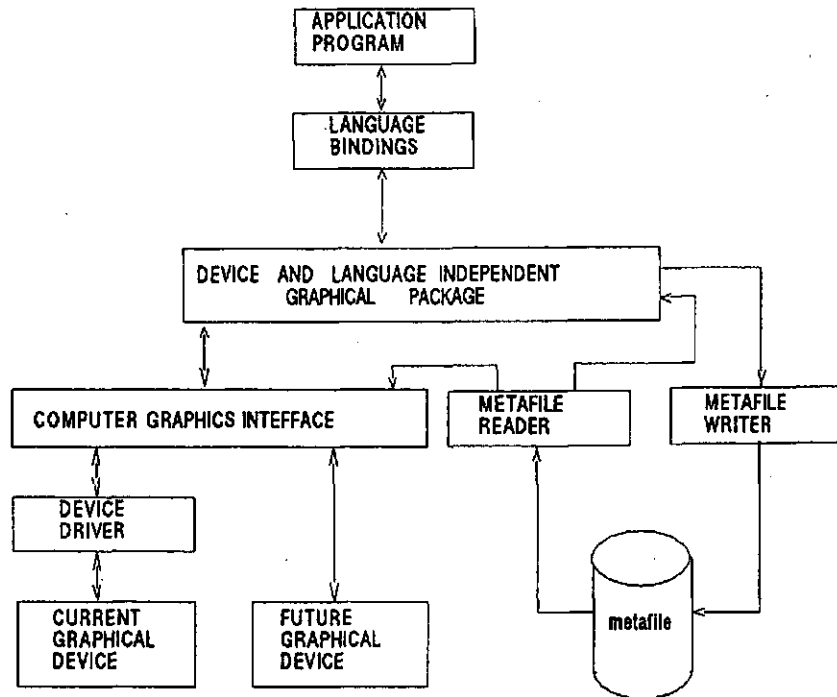 APPLICATION
PROGRAM
LANGUAGE
BINDINGS
DEVICE AND LANGUAGE INDEPENDENT
GRAPHICAL PACKAGE
COMPUTER GRAPHICS INTEFFACE
METAFILE
READER
METAFILE
WRITER
DEVICE
DRIVER
CURRENT
GRAPHICAL
DEVICE
FUTURE
GRAPHICAL
DEVICE
metafile